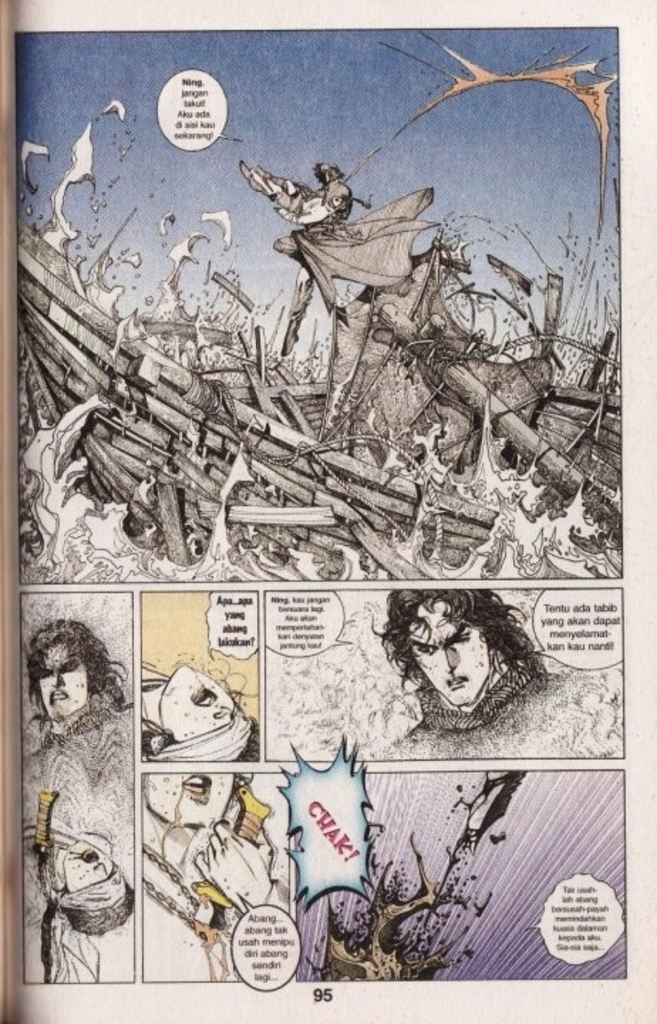 Ning,
jangan
takut!
Aku ada
di sisi kau
sekarang!
Apa...apa
yang
abang
lakukan?
Ning, kau jangan
bersuara lagi.
Aku akan
mempertahan-
kan denyutan
jantung kau!
Tentu ada tabib
yang akan dapat
menyelamat-
kan kau nanti!
Abang...
abang tak
usah menipu
diri abang
sendiri
lagi...
CHAK!
Tak usah-
lah abang
bersusah-payah
memindahkan
kuasa dalaman
kepada aku.
Sia-sia saja...
95